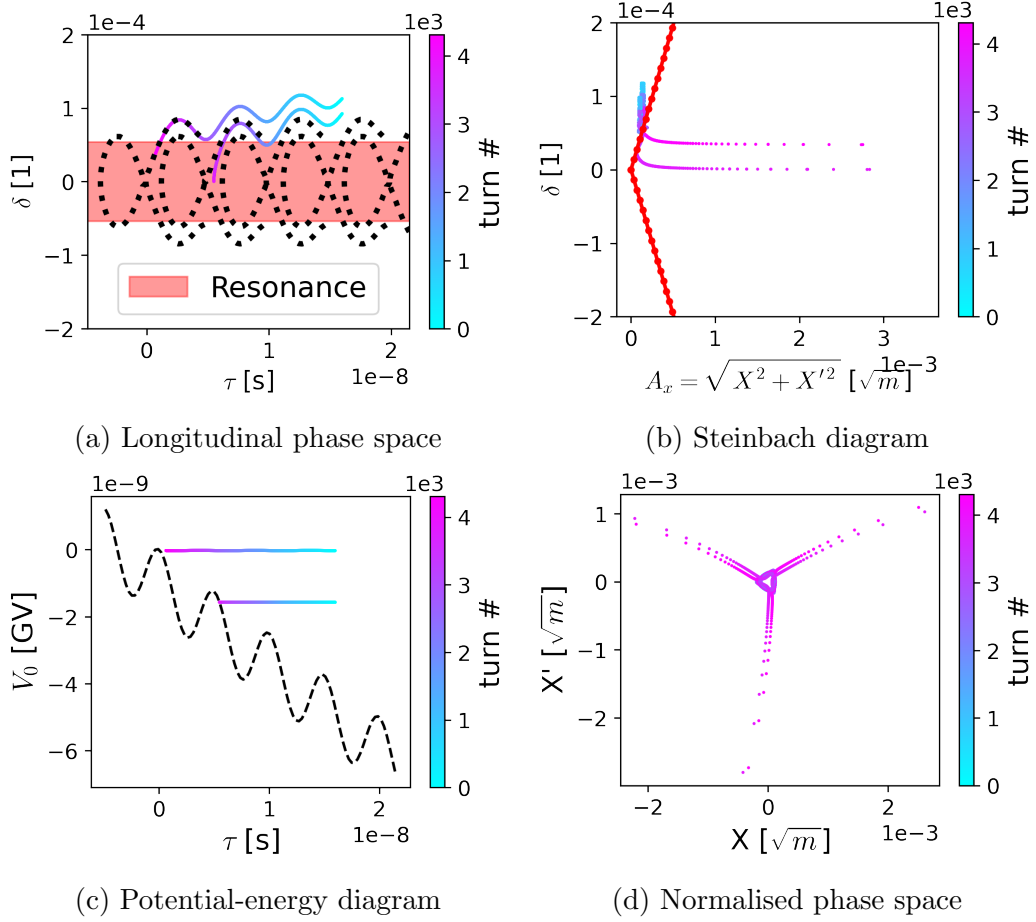 1e−4
1e3
2
1
0
−1
−2
δ [1]
0
1
2
1e−8
τ [s]
Resonance
4
3
2
1
0
turn #
(a) Longitudinal phase space
1e−4
1e3
2
1
0
−1
−2
δ [1]
0
1
2
3
1e−3
A_x = √X² + X′² [√m]
4
3
2
1
0
turn #
(b) Steinbach diagram
1e−9
1e3
0
−2
−4
−6
V₀ [GV]
0
1
2
1e−8
τ [s]
4
3
2
1
0
turn #
(c) Potential-energy diagram
1e−3
1e3
1
0
−1
−2
X' [√m]
−2
0
2
1e−3
X [√m]
4
3
2
1
0
turn #
(d) Normalised phase space